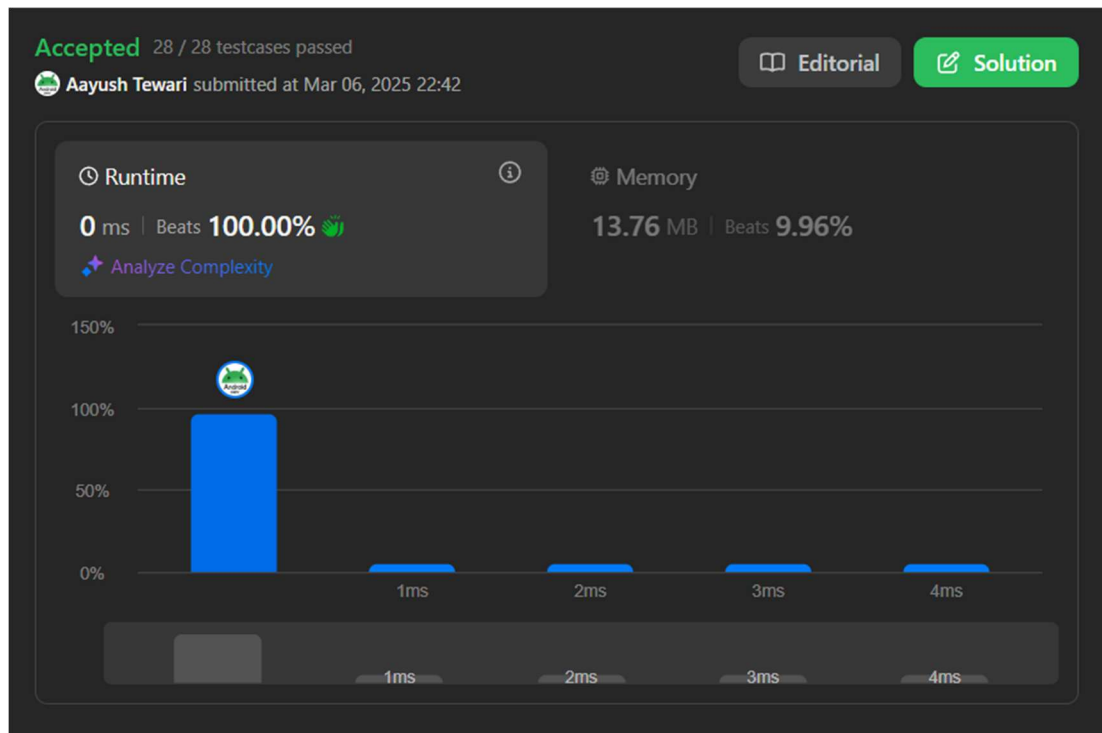 Accepted 28 / 28 testcases passed
Aayush Tewari submitted at Mar 06, 2025 22:42
Editorial
Solution
Runtime
0 ms | Beats 100.00%
Analyze Complexity
Memory
13.76 MB | Beats 9.96%
150%
100%
50%
0%
Android
1ms 2ms 3ms 4ms
1ms 2ms 3ms 4ms